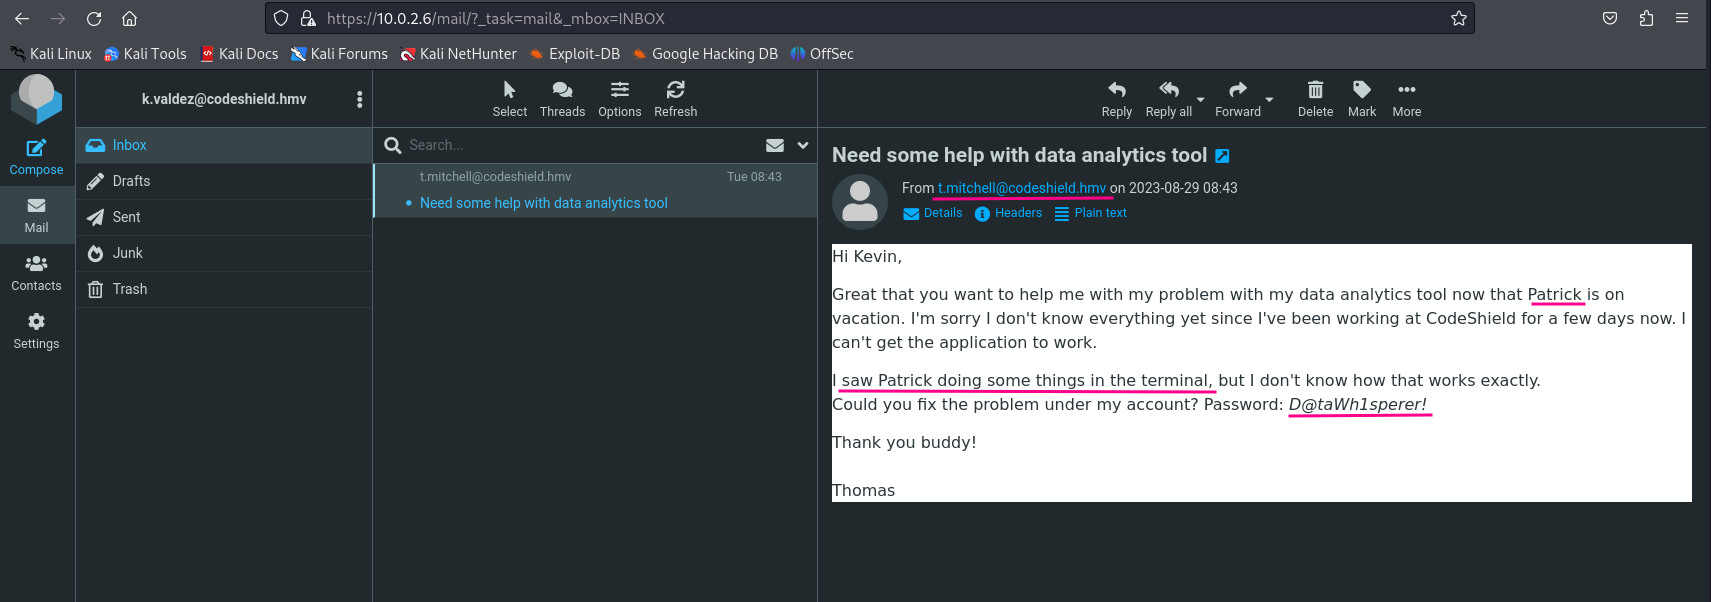 https://10.0.2.6/mail/?_task=mail&_mbox=INBOX
Kali Linux Kali Tools Kali Docs Kali Forums Kali NetHunter Exploit-DB Google Hacking DB OffSec
k.valdez@codeshield.hmv
Select Threads Options Refresh
Reply Reply all Forward Delete Mark More
Compose
Mail
Contacts
Settings
Inbox
Drafts
Sent
Junk
Trash
Search...
t.mitchell@codeshield.hmv Tue 08:43
Need some help with data analytics tool
Need some help with data analytics tool
From t.mitchell@codeshield.hmv on 2023-08-29 08:43
Details Headers Plain text
Hi Kevin,
Great that you want to help me with my problem with my data analytics tool now that Patrick is on
vacation. I'm sorry I don't know everything yet since I've been working at CodeShield for a few days now. I
can't get the application to work.
I saw Patrick doing some things in the terminal, but I don't know how that works exactly.
Could you fix the problem under my account? Password: D@taWh1sperer!
Thank you buddy!
Thomas